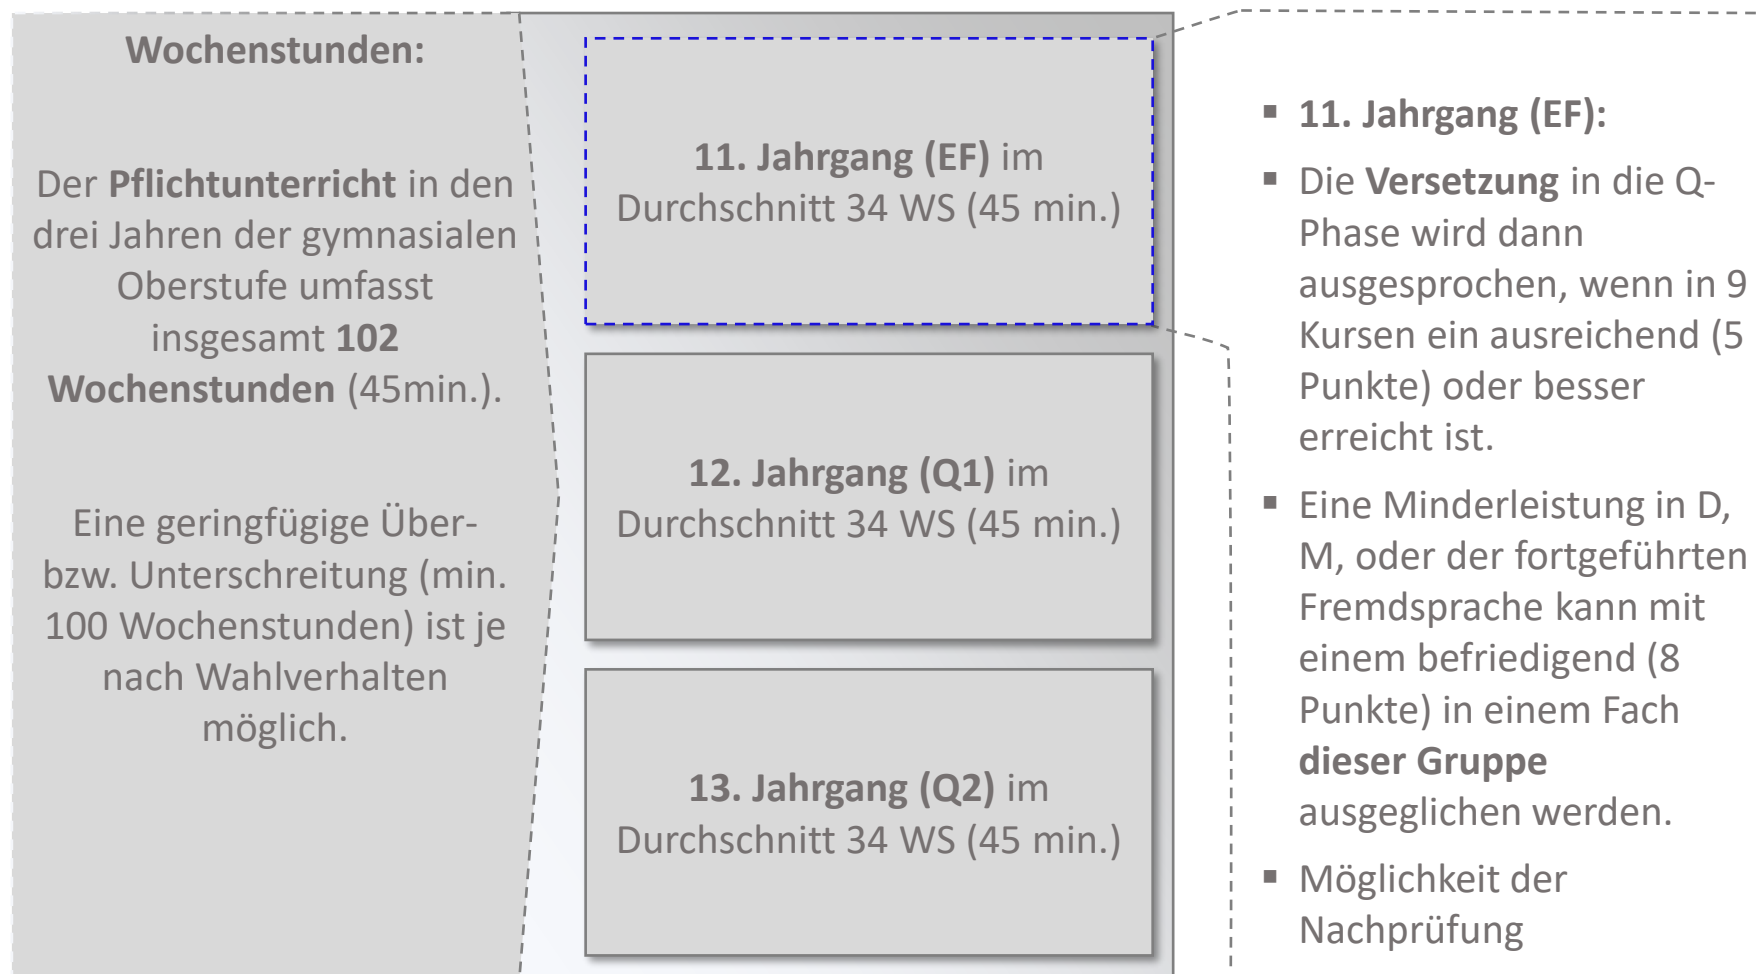 Wochenstunden:
Der Pflichtunterricht in den
drei Jahren der gymnasialen
Oberstufe umfasst
insgesamt 102
Wochenstunden (45min.).
Eine geringfügige Über-
bzw. Unterschreitung (min.
100 Wochenstunden) ist je
nach Wahlverhalten
möglich.
11. Jahrgang (EF) im
Durchschnitt 34 WS (45 min.)
12. Jahrgang (Q1) im
Durchschnitt 34 WS (45 min.)
13. Jahrgang (Q2) im
Durchschnitt 34 WS (45 min.)
▪ 11. Jahrgang (EF):
▪ Die Versetzung in die Q-
Phase wird dann
ausgesprochen, wenn in 9
Kursen ein ausreichend (5
Punkte) oder besser
erreicht ist.
▪ Eine Minderleistung in D,
M, oder der fortgeführten
Fremdsprache kann mit
einem befriedigend (8
Punkte) in einem Fach
dieser Gruppe
ausgeglichen werden.
▪ Möglichkeit der
Nachprüfung